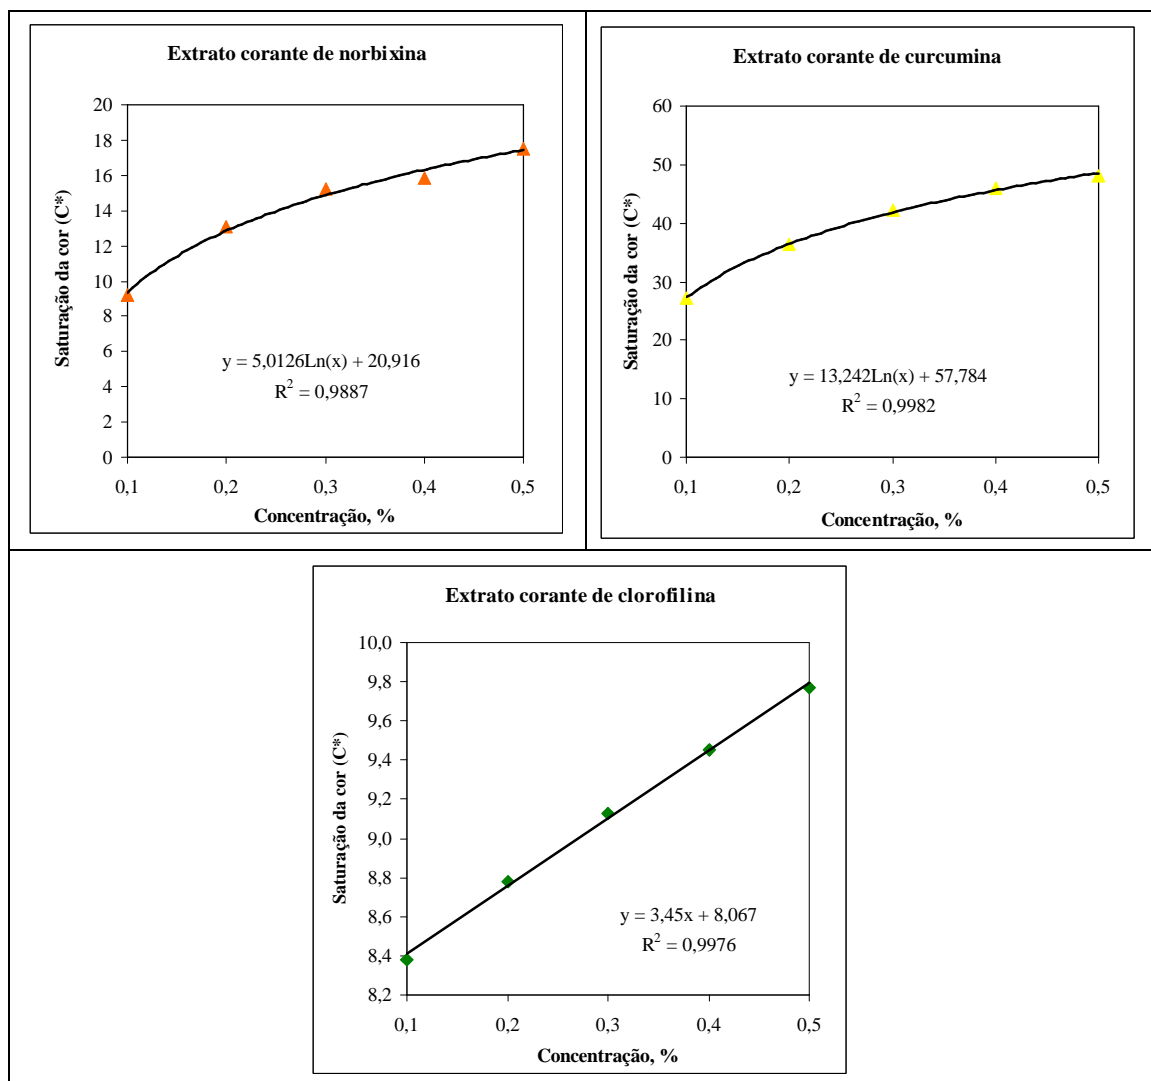 Extrato corante de norbixina
Saturação da cor (C*)
20
18
16
14
12
10
8
6
4
2
0
y = 5,0126Ln(x) + 20,916
R² = 0,9887
0,1 0,2 0,3 0,4 0,5
Concentração, %
Extrato corante de curcumina
Saturação da cor (C*)
60
50
40
30
20
10
0
y = 13,242Ln(x) + 57,784
R² = 0,9982
0,1 0,2 0,3 0,4 0,5
Concentração, %
Extrato corante de clorofilina
Saturação da cor (C*)
10,0
9,8
9,6
9,4
9,2
9,0
8,8
8,6
8,4
8,2
y = 3,45x + 8,067
R² = 0,9976
0,1 0,2 0,3 0,4 0,5
Concentração, %